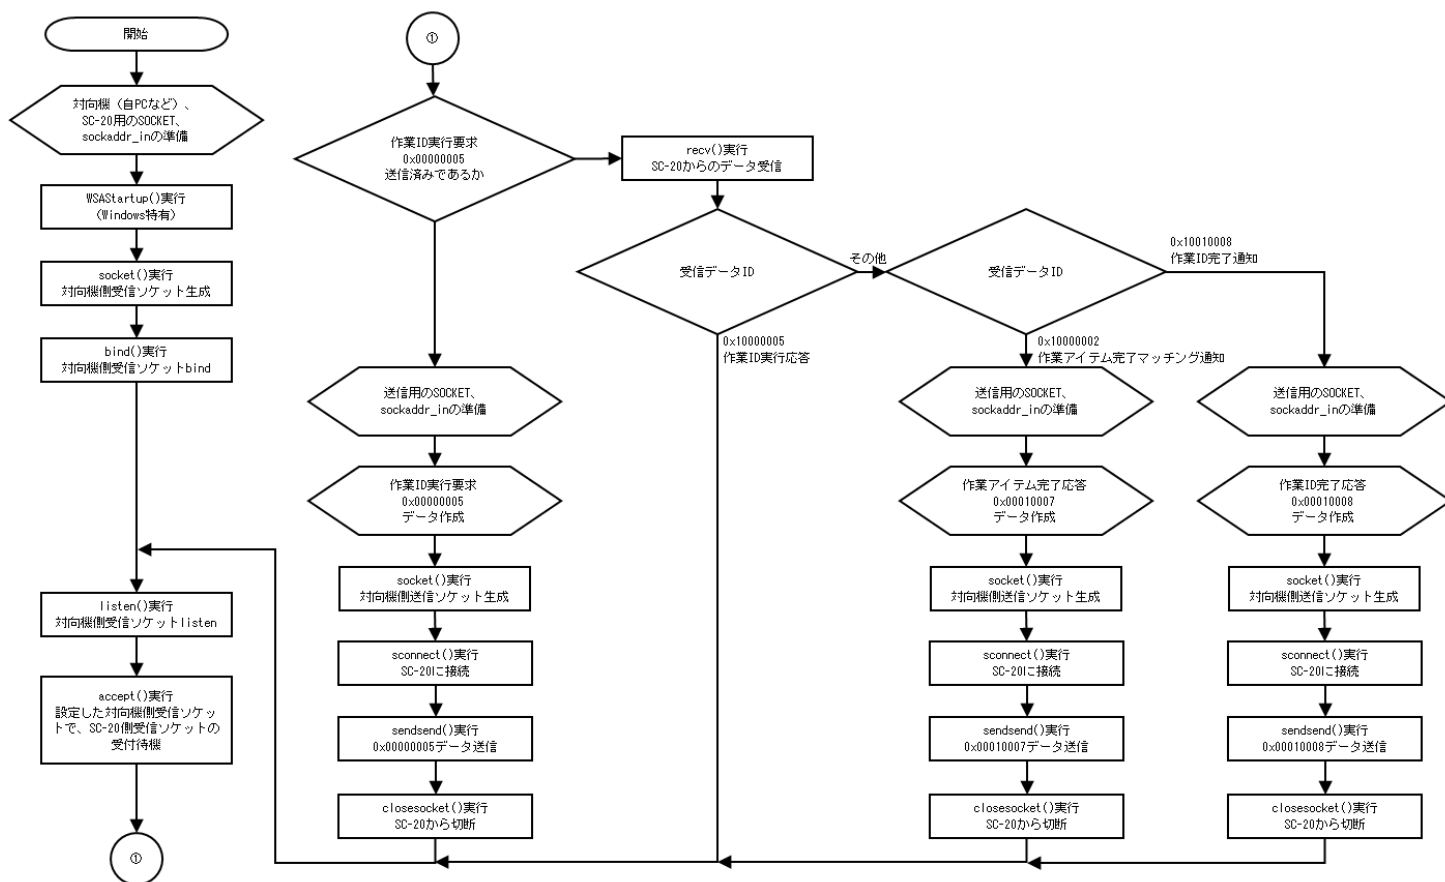 開始
対向機（自PCなど）、
SC-20用のSOCKET、
sockaddr_inの準備
WSAStartup()実行
(Windows特有)
socket()実行
対向機側受信ソケット生成
bind()実行
対向機側受信ソケットbind
listen()実行
対向機側受信ソケットlisten
accept()実行
設定した対向機側受信ソケッ
トで、SC-20側受信ソケットの
受付待機
①
①
作業ID実行要求
0x00000005
送信済みであるか
送信用のSOCKET、
sockaddr_inの準備
作業ID実行要求
0x00000005
データ作成
socket()実行
対向機側送信ソケット生成
sconnect()実行
SC-20に接続
sendsend()実行
0x00000005データ送信
closesocket()実行
SC-20から切断
recv()実行
SC-20からのデータ受信
受信データID
その他
0x10000005
作業ID実行応答
受信データID
0x10010008
作業ID完了通知
0x10000002
作業アイテム完了マッチング通知
送信用のSOCKET、
sockaddr_inの準備
作業アイテム完了応答
0x00010007
データ作成
socket()実行
対向機側送信ソケット生成
sconnect()実行
SC-20に接続
sendsend()実行
0x00010007データ送信
closesocket()実行
SC-20から切断
送信用のSOCKET、
sockaddr_inの準備
作業ID完了応答
0x00010008
データ作成
socket()実行
対向機側送信ソケット生成
sconnect()実行
SC-20に接続
sendsend()実行
0x00010008データ送信
closesocket()実行
SC-20から切断